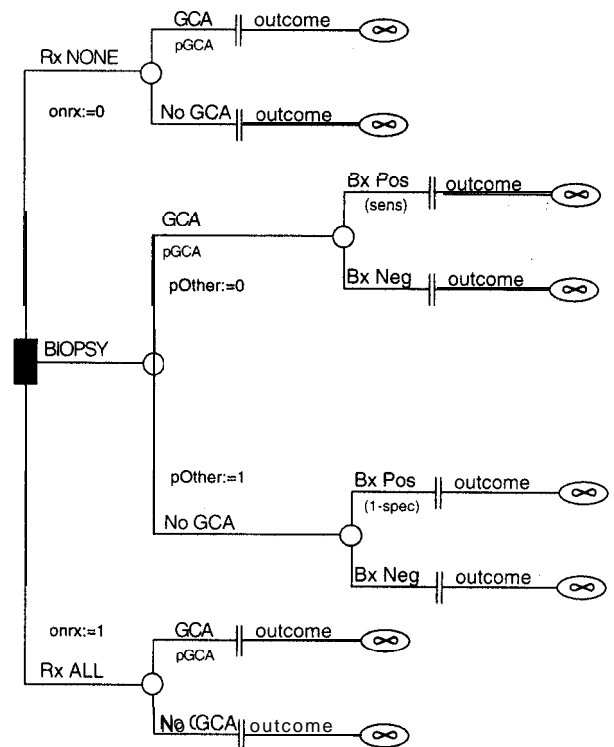 GCA outcome
pGCA
Rx NONE
onrx:=0
No GCA outcome
Bx Pos outcome
(sens)
GCA
pGCA
pOther:=0
Bx Neg outcome
BIOPSY
pOther:=1
Bx Pos outcome
(1-spec)
No GCA
Bx Neg outcome
onrx:=1
GCA outcome
pGCA
Rx ALL
No GCA outcome